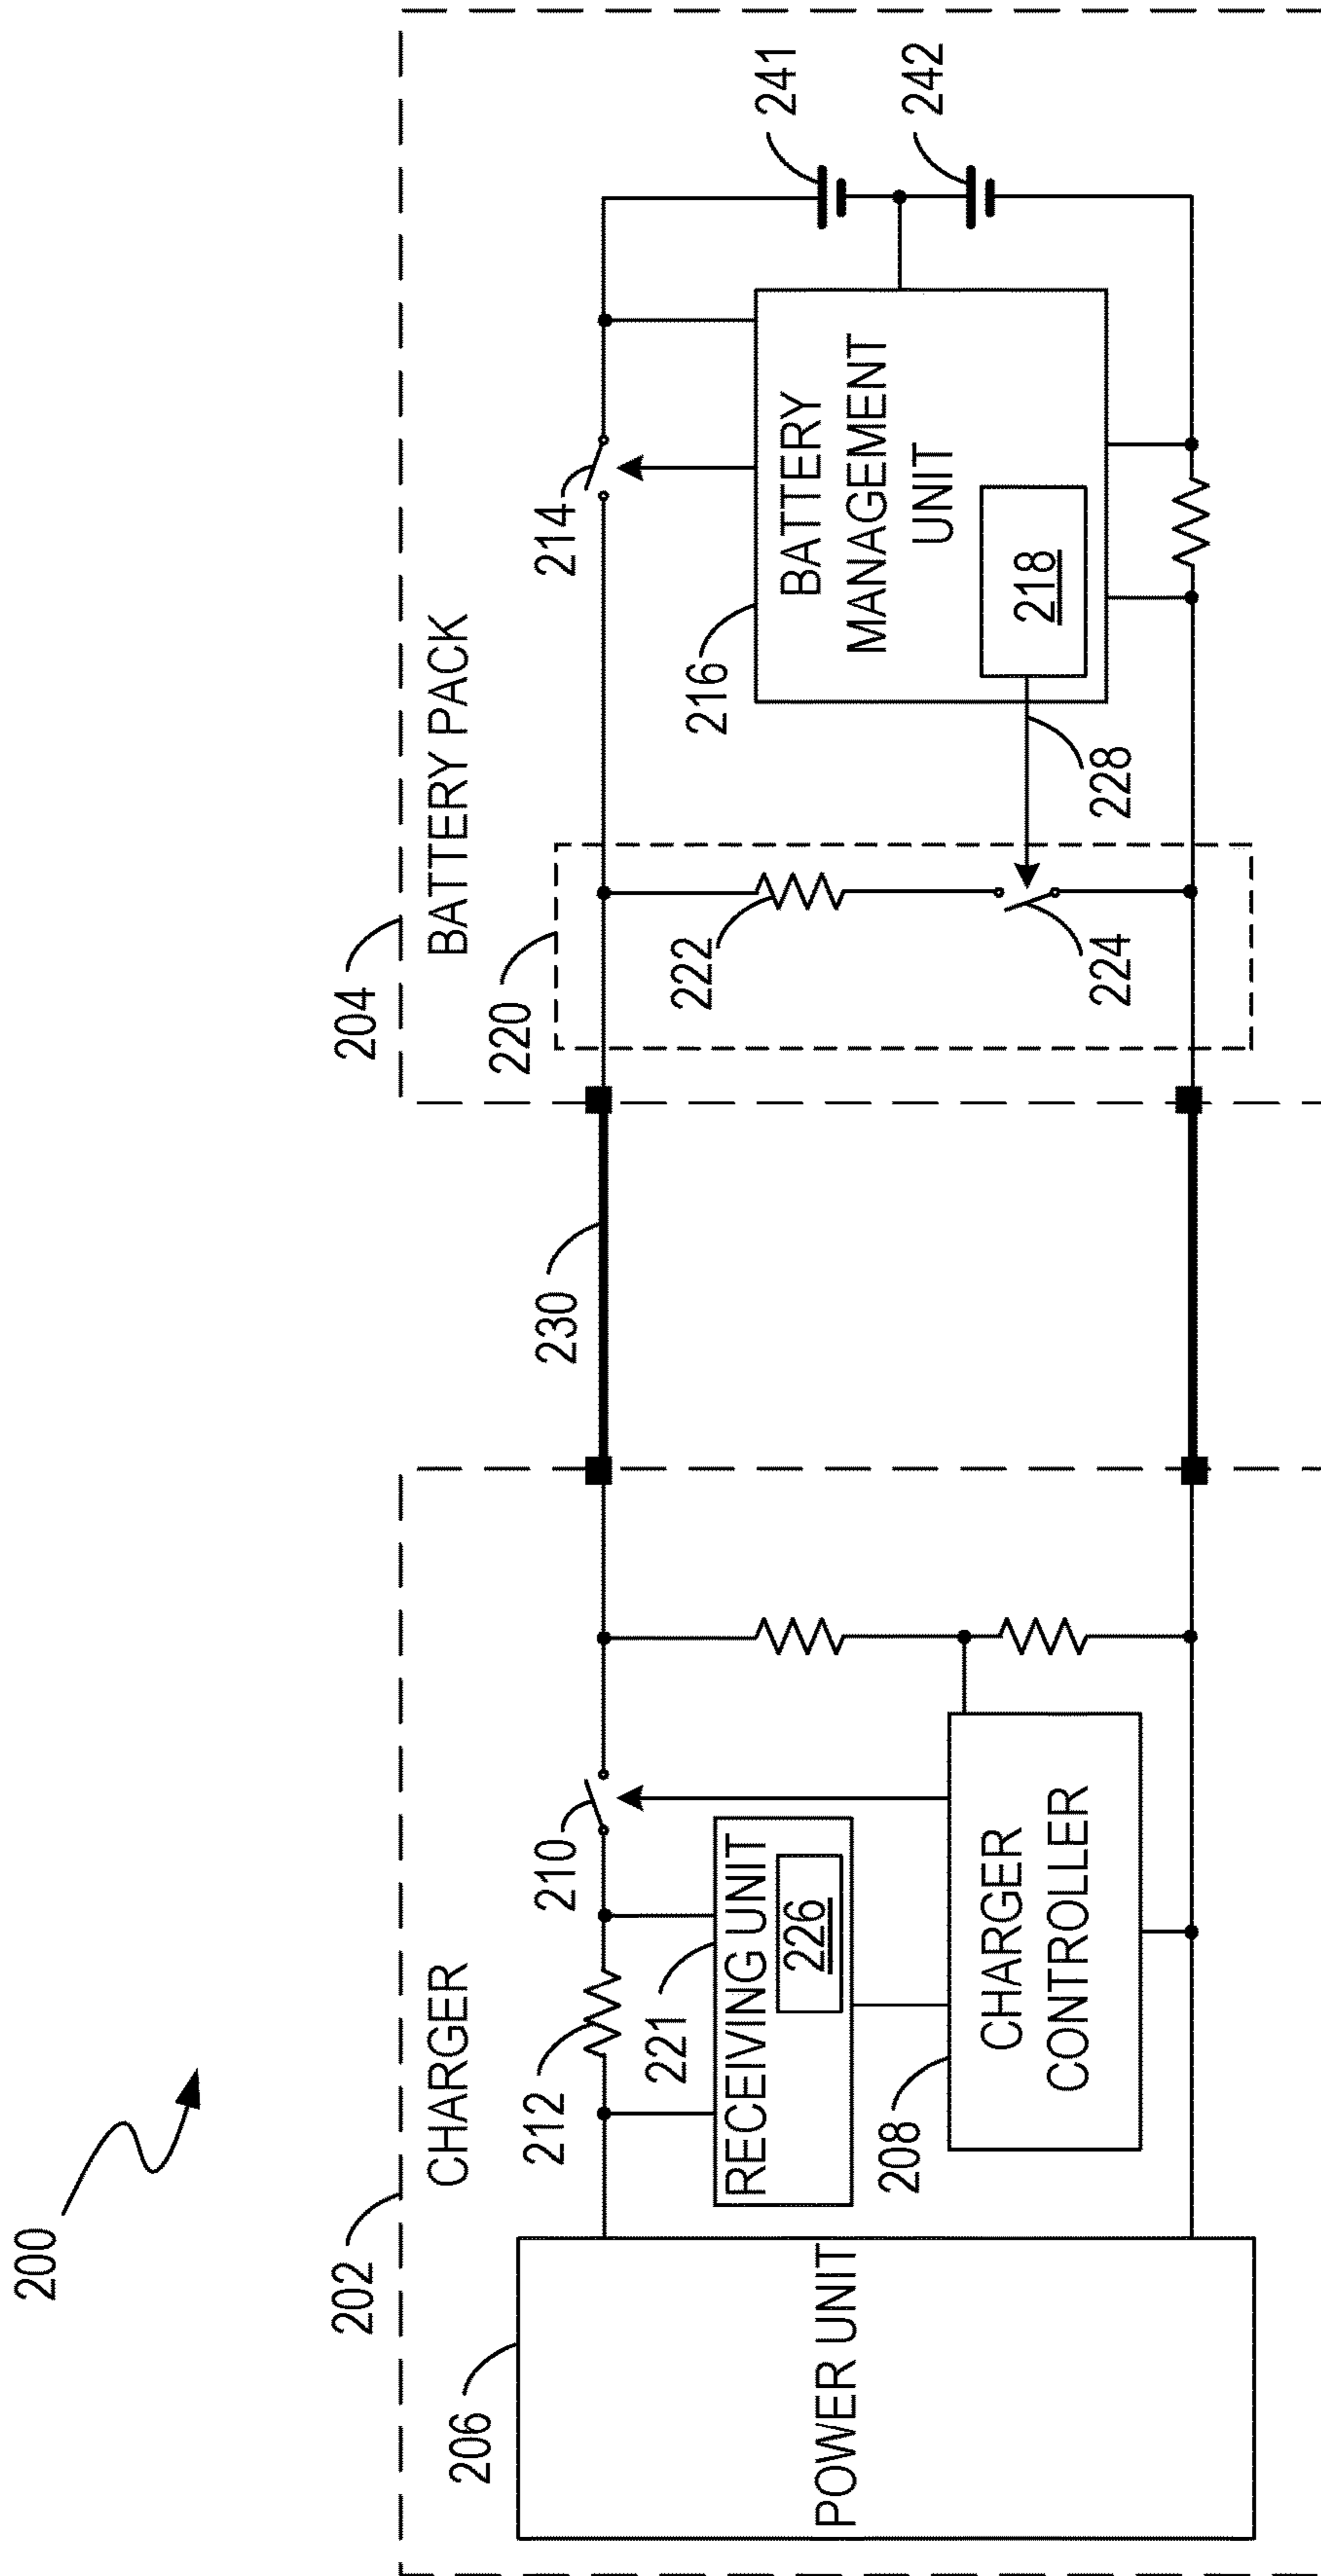 200
202
CHARGER
204
BATTERY PACK
206
POWER UNIT
212
210
221
RECEIVING UNIT
226
208
CHARGER
CONTROLLER
230
220
222
224
228
214
216
BATTERY
MANAGEMENT
UNIT
218
241
242